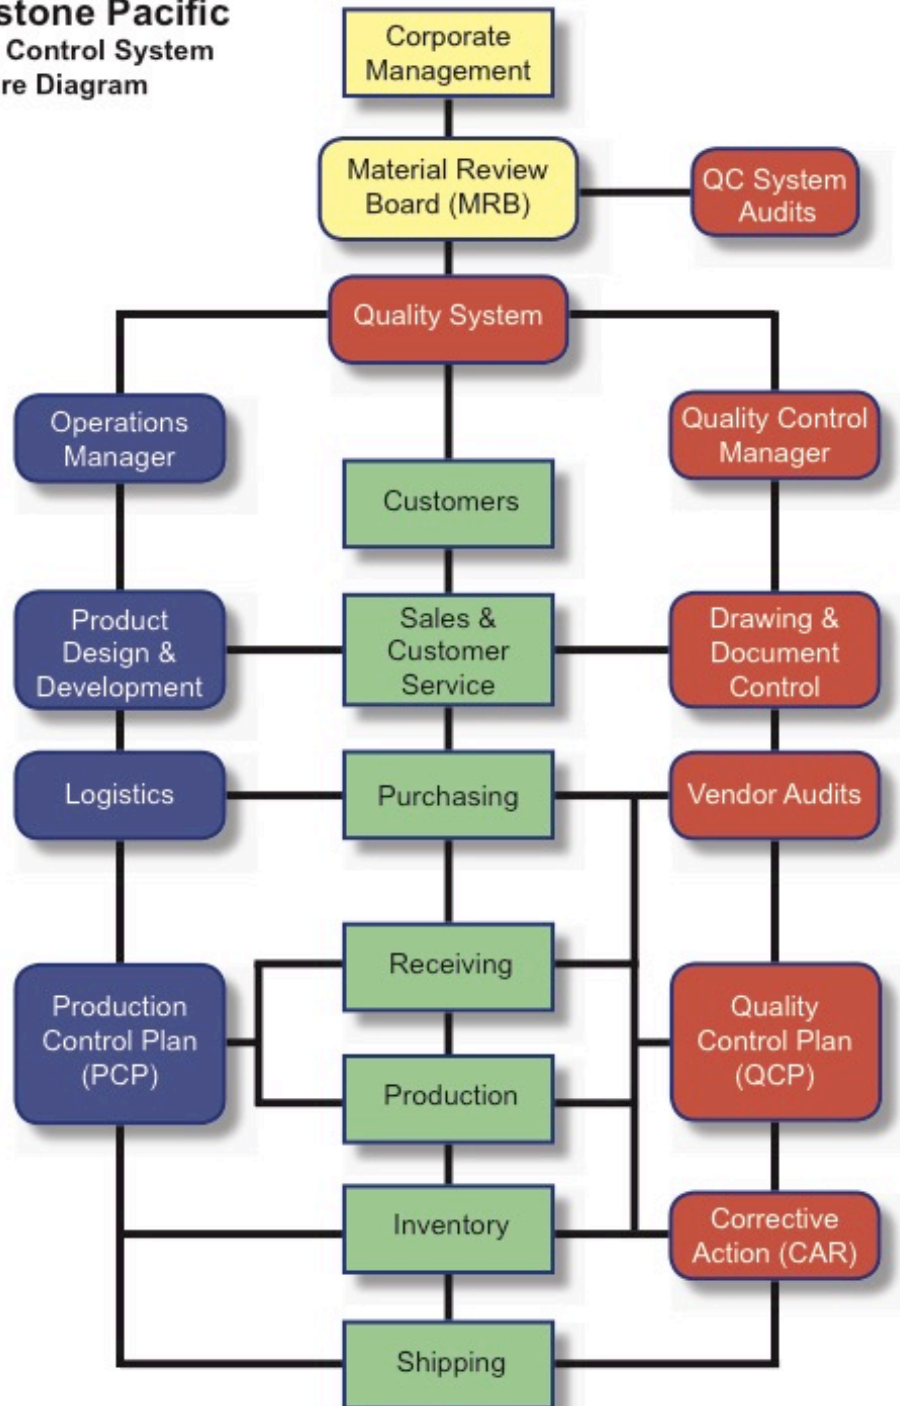 stone Pacific
Control System
re Diagram
Corporate
Management
Material Review
Board (MRB)
QC System
Audits
Quality System
Operations
Manager
Quality Control
Manager
Customers
Product
Design &
Development
Sales &
Customer
Service
Drawing &
Document
Control
Logistics
Purchasing
Vendor Audits
Receiving
Production
Control Plan
(PCP)
Quality
Control Plan
(QCP)
Production
Inventory
Corrective
Action (CAR)
Shipping